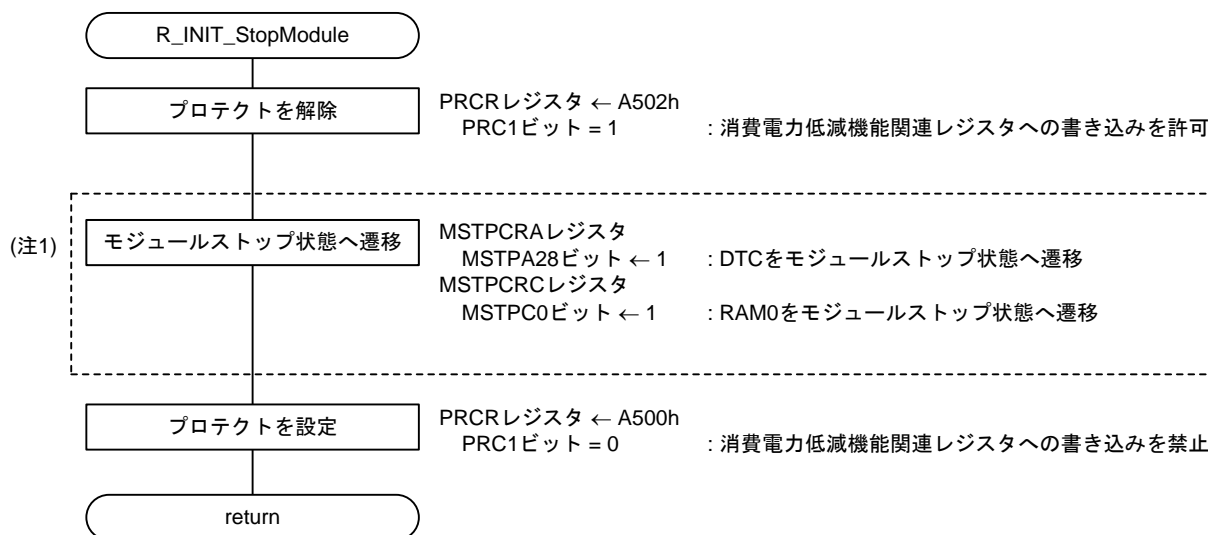 R_INIT_StopModule
プロテクトを解除
PRCRレジスタ ← A502h
PRC1ビット = 1 : 消費電力低減機能関連レジスタへの書き込みを許可
(注1)
モジュールストップ状態へ遷移
MSTPCRAレジスタ
MSTPA28ビット ← 1 : DTCをモジュールストップ状態へ遷移
MSTPCRCレジスタ
MSTPC0ビット ← 1 : RAM0をモジュールストップ状態へ遷移
プロテクトを設定
PRCRレジスタ ← A500h
PRC1ビット = 0 : 消費電力低減機能関連レジスタへの書き込みを禁止
return